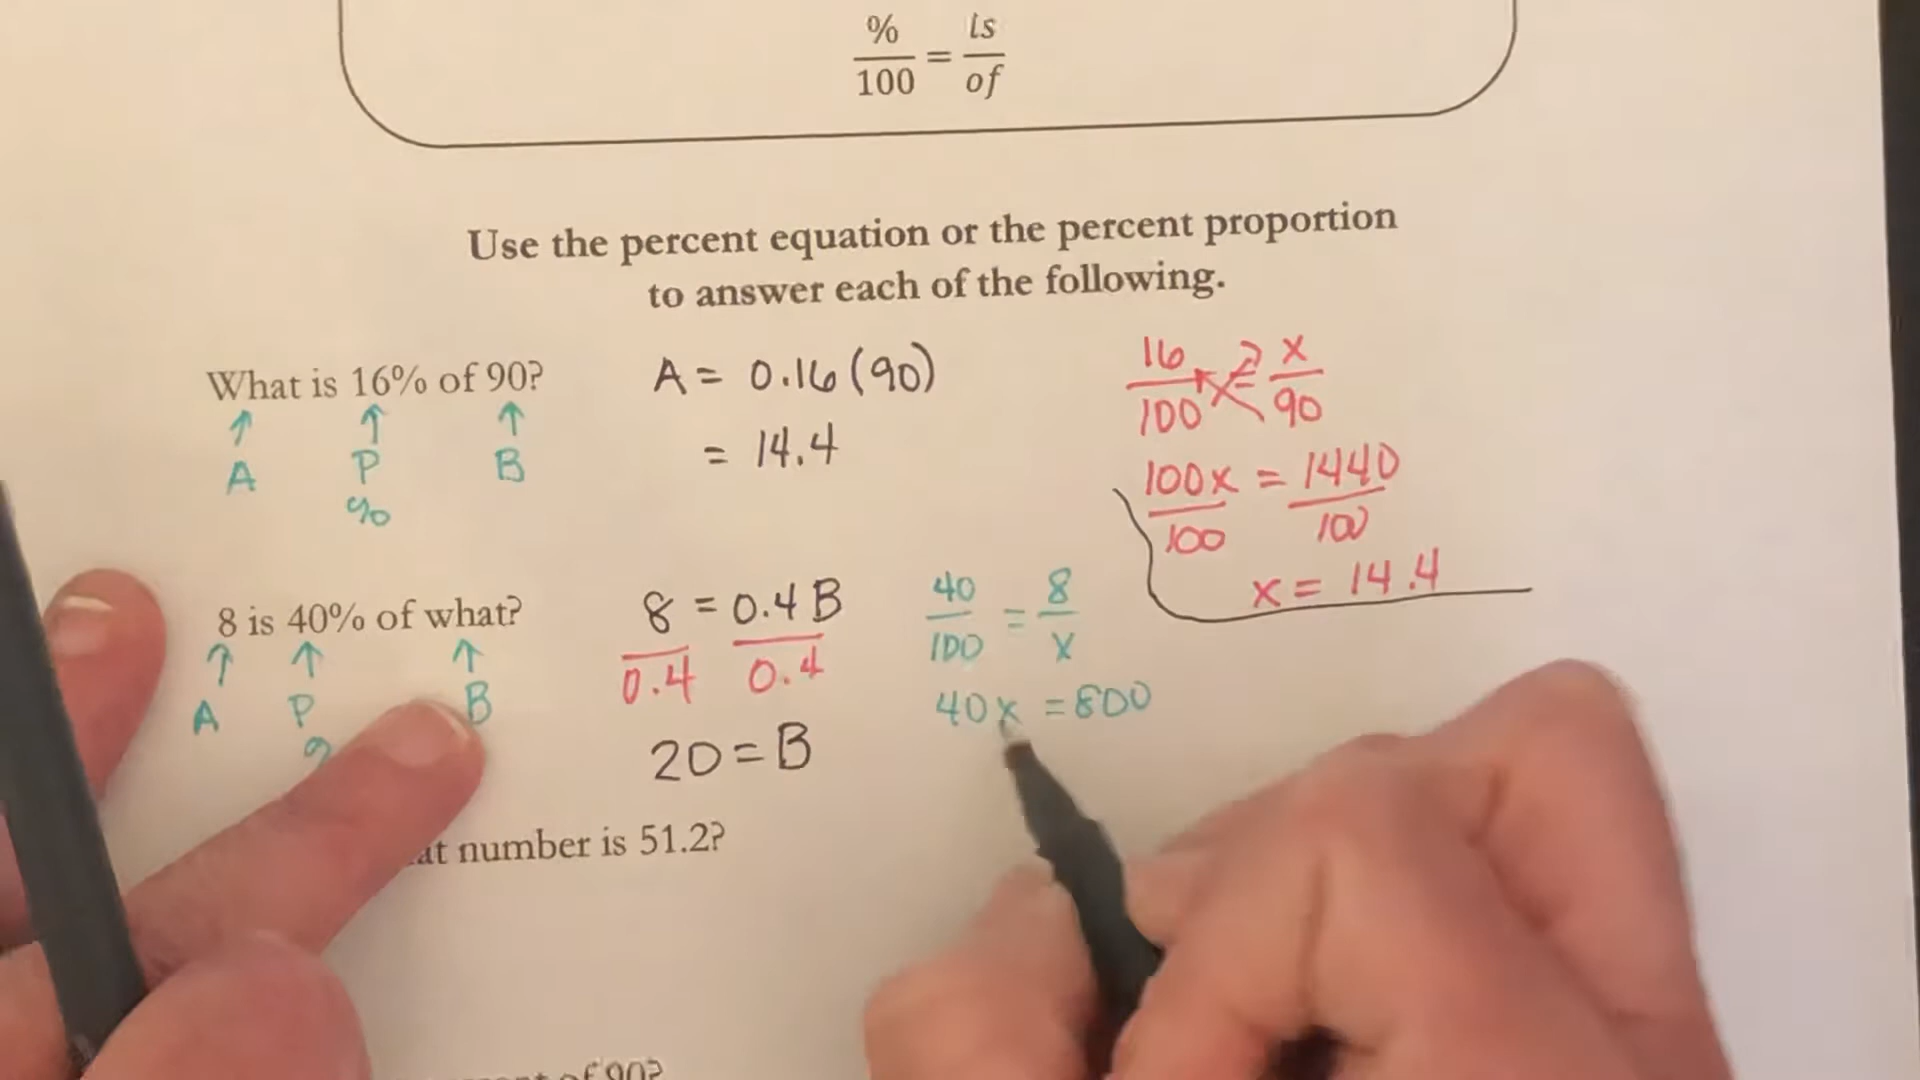 %/100 = is/of
Use the percent equation or the percent proportion
to answer each of the following.
What is 16% of 90?
A P B
%
A = 0.16 (90)
= 14.4
16/100 = x/90
100x/100 = 1440/100
x = 14.4
8 is 40% of what?
A P B
8/0.4 = 0.4B/0.4
20 = B
40/100 = 8/x
40x = 800
number is 51.2?
of 90?